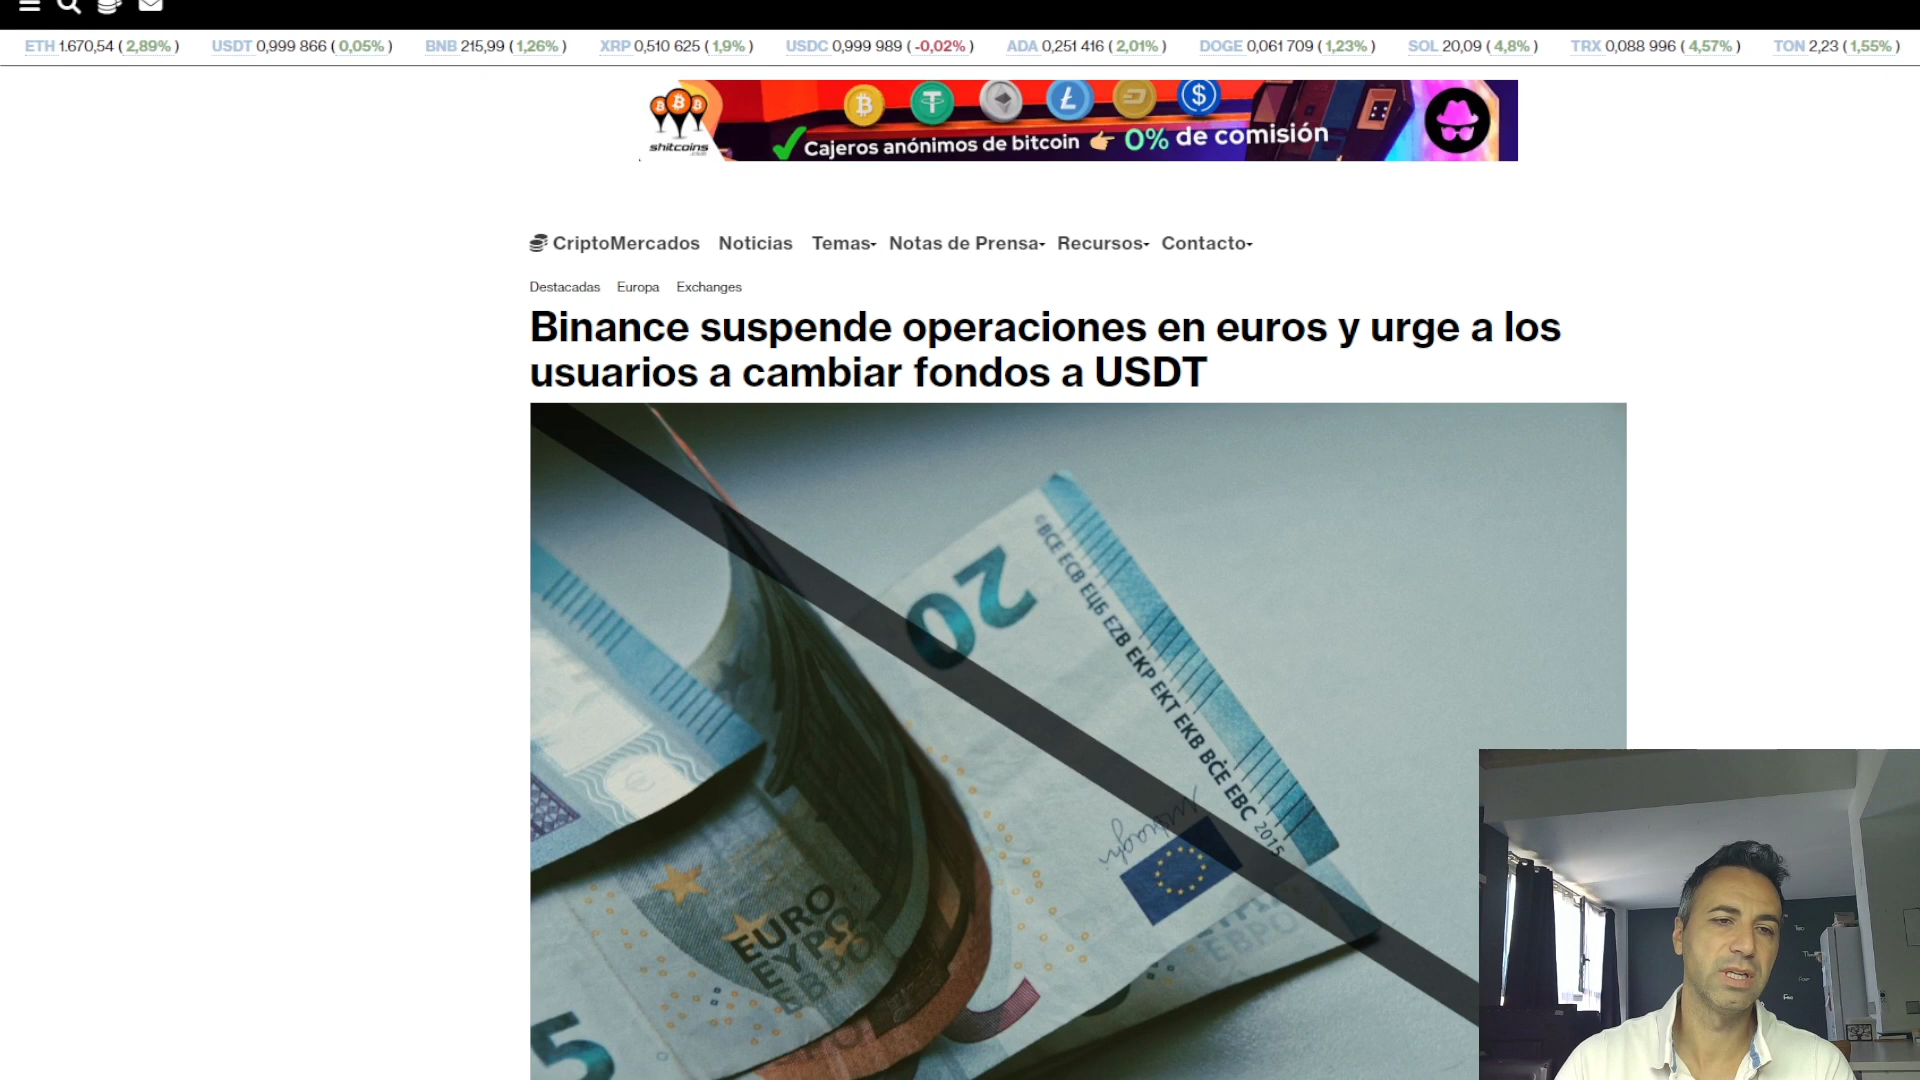 ETH 1.670,54 ( 2,89% ) USDT 0,999 866 ( 0,05% ) BNB 215,99 ( 1,26% ) XRP 0,510 625 ( 1,9% ) USDC 0,999 989 ( -0,02% ) ADA 0,251 416 ( 2,01% ) DOGE 0,061 709 ( 1,23% ) SOL 20,09 ( 4,8% ) TRX 0,088 996 ( 4,57% ) TON 2,23 ( 1,55% )
shitcoins
Cajeros anónimos de bitcoin 0% de comisión
CriptoMercados Noticias Temas Notas de Prensa Recursos Contacto
Destacadas Europa Exchanges
Binance suspende operaciones en euros y urge a los
usuarios a cambiar fondos a USDT
20
BCE ECB ЕЦБ EZB EKP EKT EKB BĊE EBC 2015
EURO
ΕΥΡΩ
ЕВРО
5